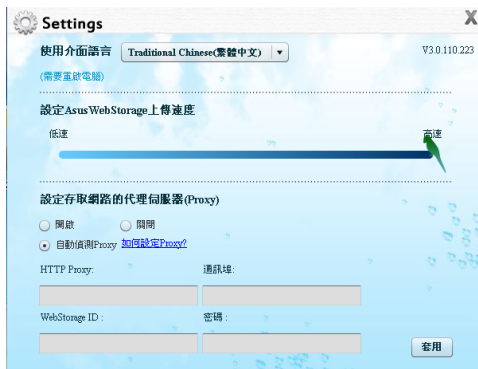 Settings
X
使用介面語言 Traditional Chinese(繁體中文)
V3.0.110.223
(需要重啟電腦)
設定AsusWebStorage上傳速度
低速 高速
設定存取網路的代理伺服器(Proxy)
開啟 關閉
自動偵測Proxy 如何設定Proxy?
HTTP Proxy: 通訊埠:
WebStorage ID : 密碼 :
套用